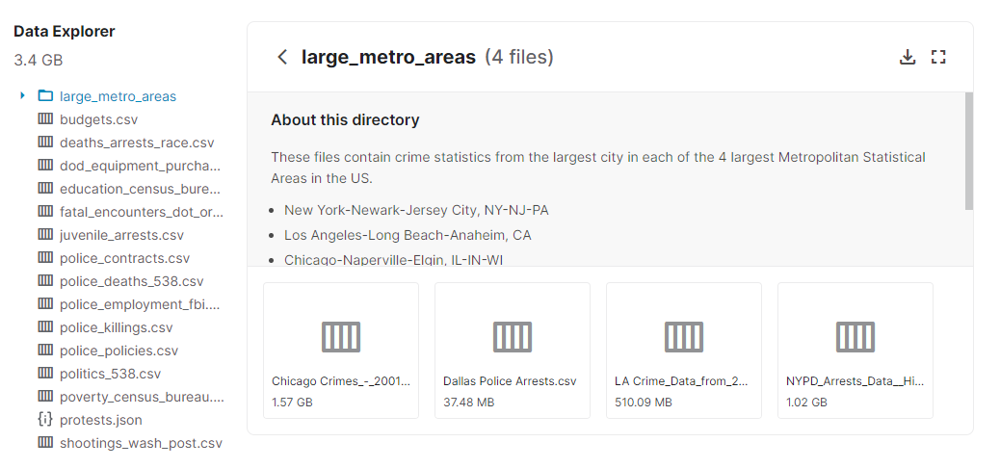 Data Explorer
3.4 GB
large_metro_areas
budgets.csv
deaths_arrests_race.csv
dod_equipment_purcha...
education_census_bure...
fatal_encounters_dot_or...
juvenile_arrests.csv
police_contracts.csv
police_deaths_538.csv
police_employment_fbi....
police_killings.csv
police_policies.csv
politics_538.csv
poverty_census_bureau....
{i} protests.json
shootings_wash_post.csv
large_metro_areas (4 files)
About this directory
These files contain crime statistics from the largest city in each of the 4 largest Metropolitan Statistical
Areas in the US.
• New York-Newark-Jersey City, NY-NJ-PA
• Los Angeles-Long Beach-Anaheim, CA
• Chicago-Naperville-Elgin, IL-IN-WI
Chicago Crimes_-_2001...
1.57 GB
Dallas Police Arrests.csv
37.48 MB
LA Crime_Data_from_2...
510.09 MB
NYPD_Arrests_Data__Hi...
1.02 GB